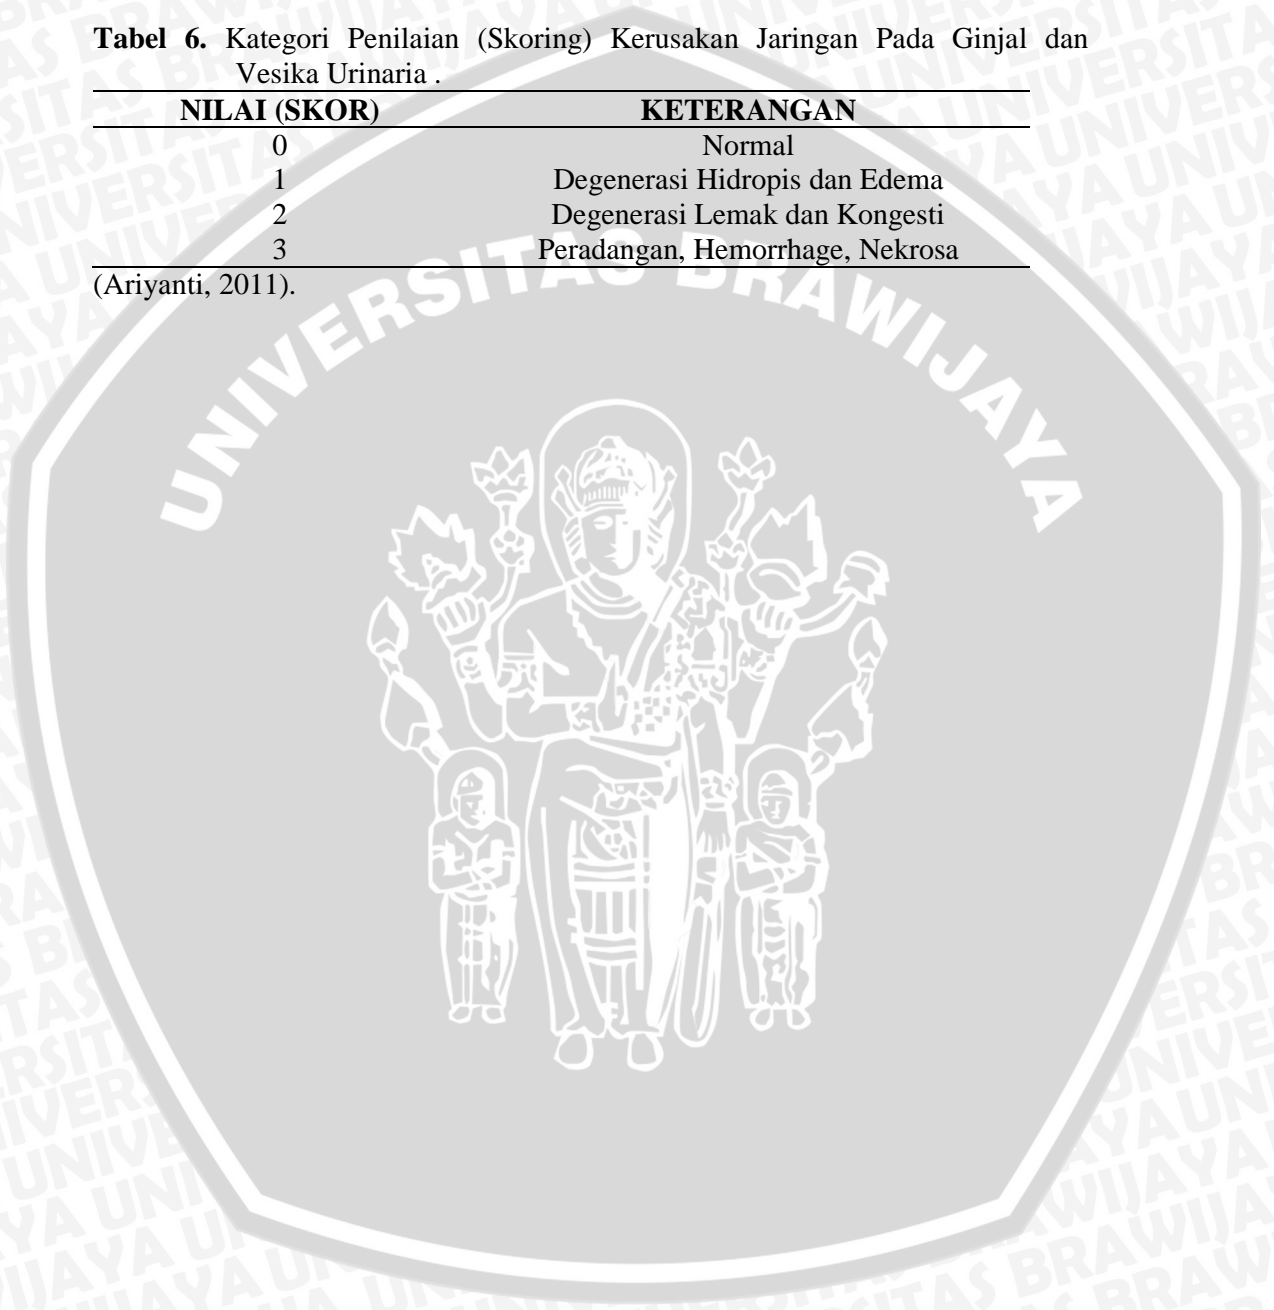 Tabel 6. Kategori Penilaian (Skoring) Kerusakan Jaringan Pada Ginjal dan
Vesika Urinaria .
NILAI (SKOR) KETERANGAN
0 Normal
1 Degenerasi Hidropis dan Edema
2 Degenerasi Lemak dan Kongesti
3 Peradangan, Hemorrhage, Nekrosa
(Ariyanti, 2011).
UNIVERSITAS BRAWIJAYA